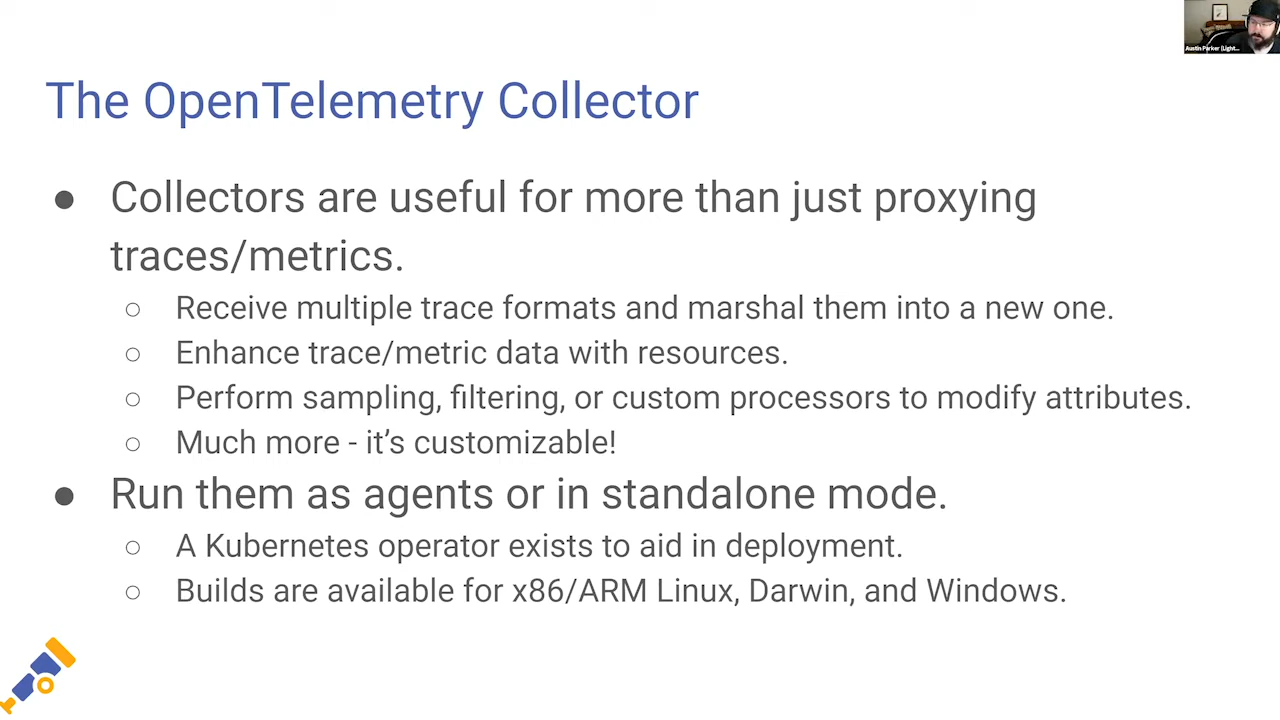 Austin Parker (Light...
The OpenTelemetry Collector
● Collectors are useful for more than just proxying
traces/metrics.
○ Receive multiple trace formats and marshal them into a new one.
○ Enhance trace/metric data with resources.
○ Perform sampling, filtering, or custom processors to modify attributes.
○ Much more - it’s customizable!
● Run them as agents or in standalone mode.
○ A Kubernetes operator exists to aid in deployment.
○ Builds are available for x86/ARM Linux, Darwin, and Windows.